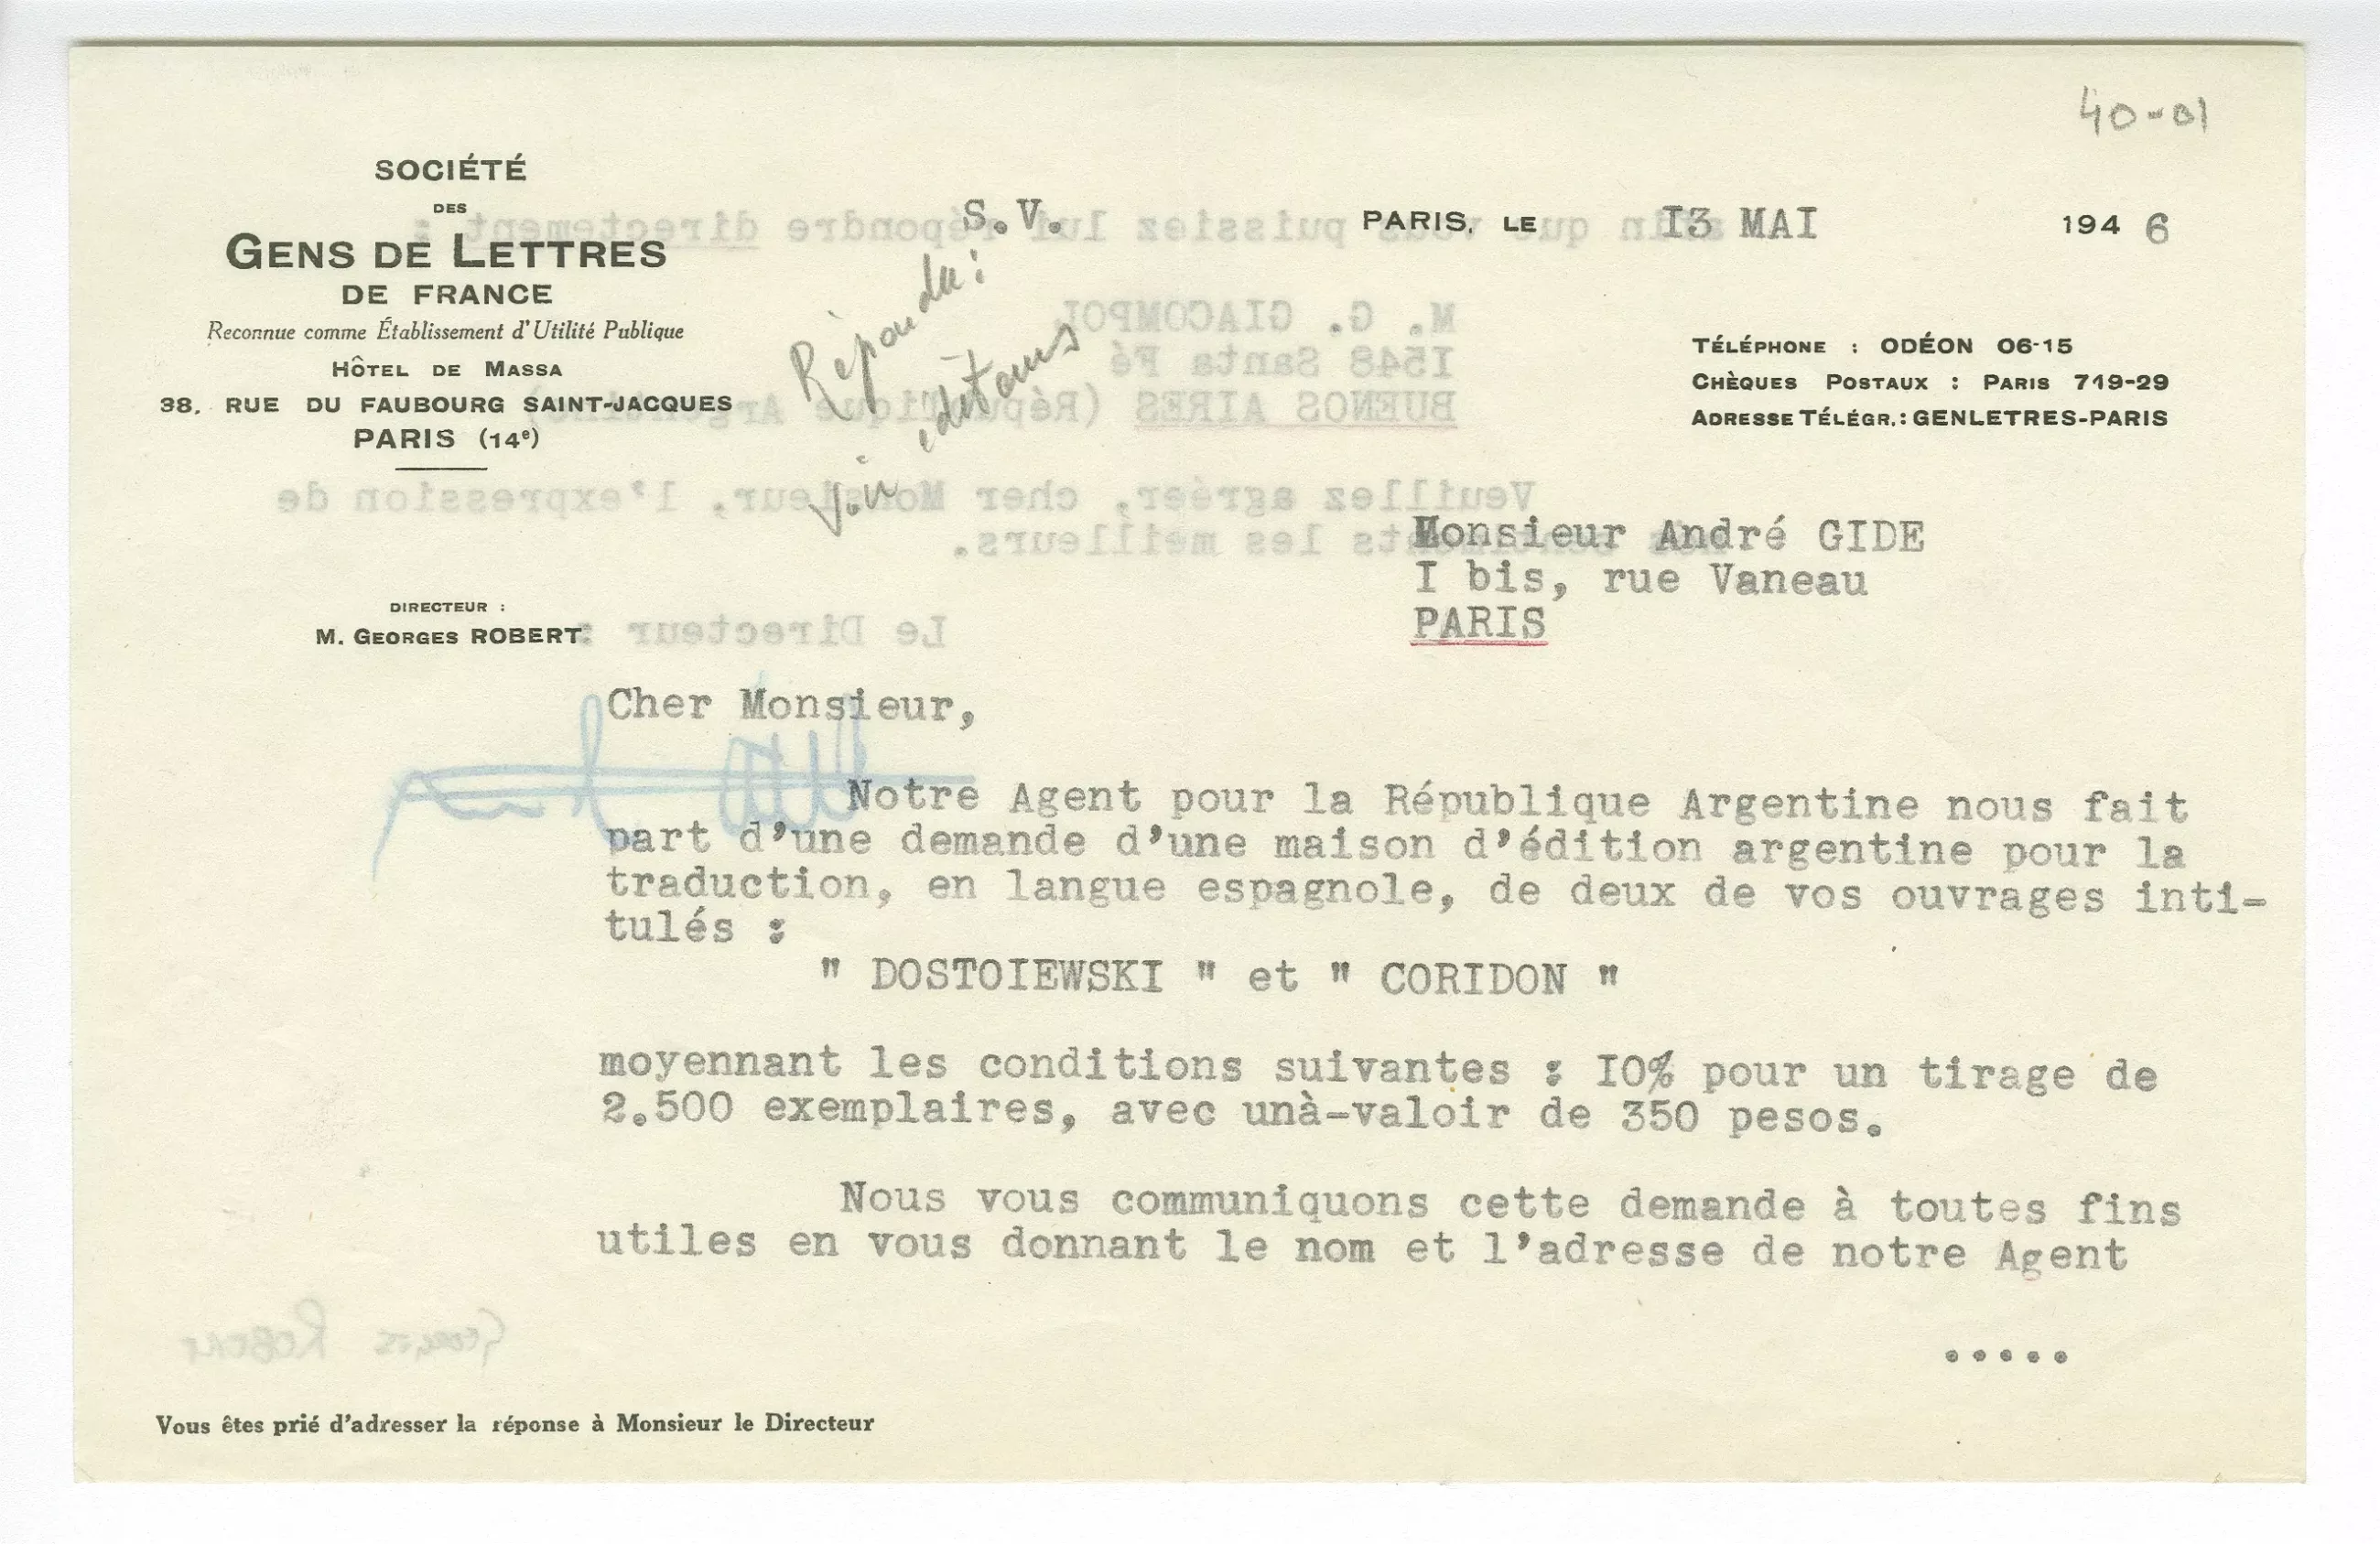 40-01
SOCIÉTÉ
DES
GENS DE LETTRES
DE FRANCE
Reconnue comme Établissement d'Utilité Publique
HÔTEL DE MASSA
38, RUE DU FAUBOURG SAINT-JACQUES
PARIS (14e)
DIRECTEUR :
M. GEORGES ROBERT
S.V.
Répondu :
Voir éditeurs
PARIS, LE I3 MAI 194 6
TÉLÉPHONE : ODÉON 06-15
CHÈQUES POSTAUX : PARIS 719-29
ADRESSE TÉLÉGR.: GENLETRES-PARIS
Monsieur André GIDE
I bis, rue Vaneau
PARIS
Cher Monsieur,
Notre Agent pour la République Argentine nous fait
part d'une demande d'une maison d'édition argentine pour la
traduction, en langue espagnole, de deux de vos ouvrages inti-
tulés :
" DOSTOIEWSKI " et " CORIDON "
moyennant les conditions suivantes : I0% pour un tirage de
2.500 exemplaires, avec unà-valoir de 350 pesos.
Nous vous communiquons cette demande à toutes fins
utiles en vous donnant le nom et l'adresse de notre Agent
.....
Vous êtes prié d'adresser la réponse à Monsieur le Directeur